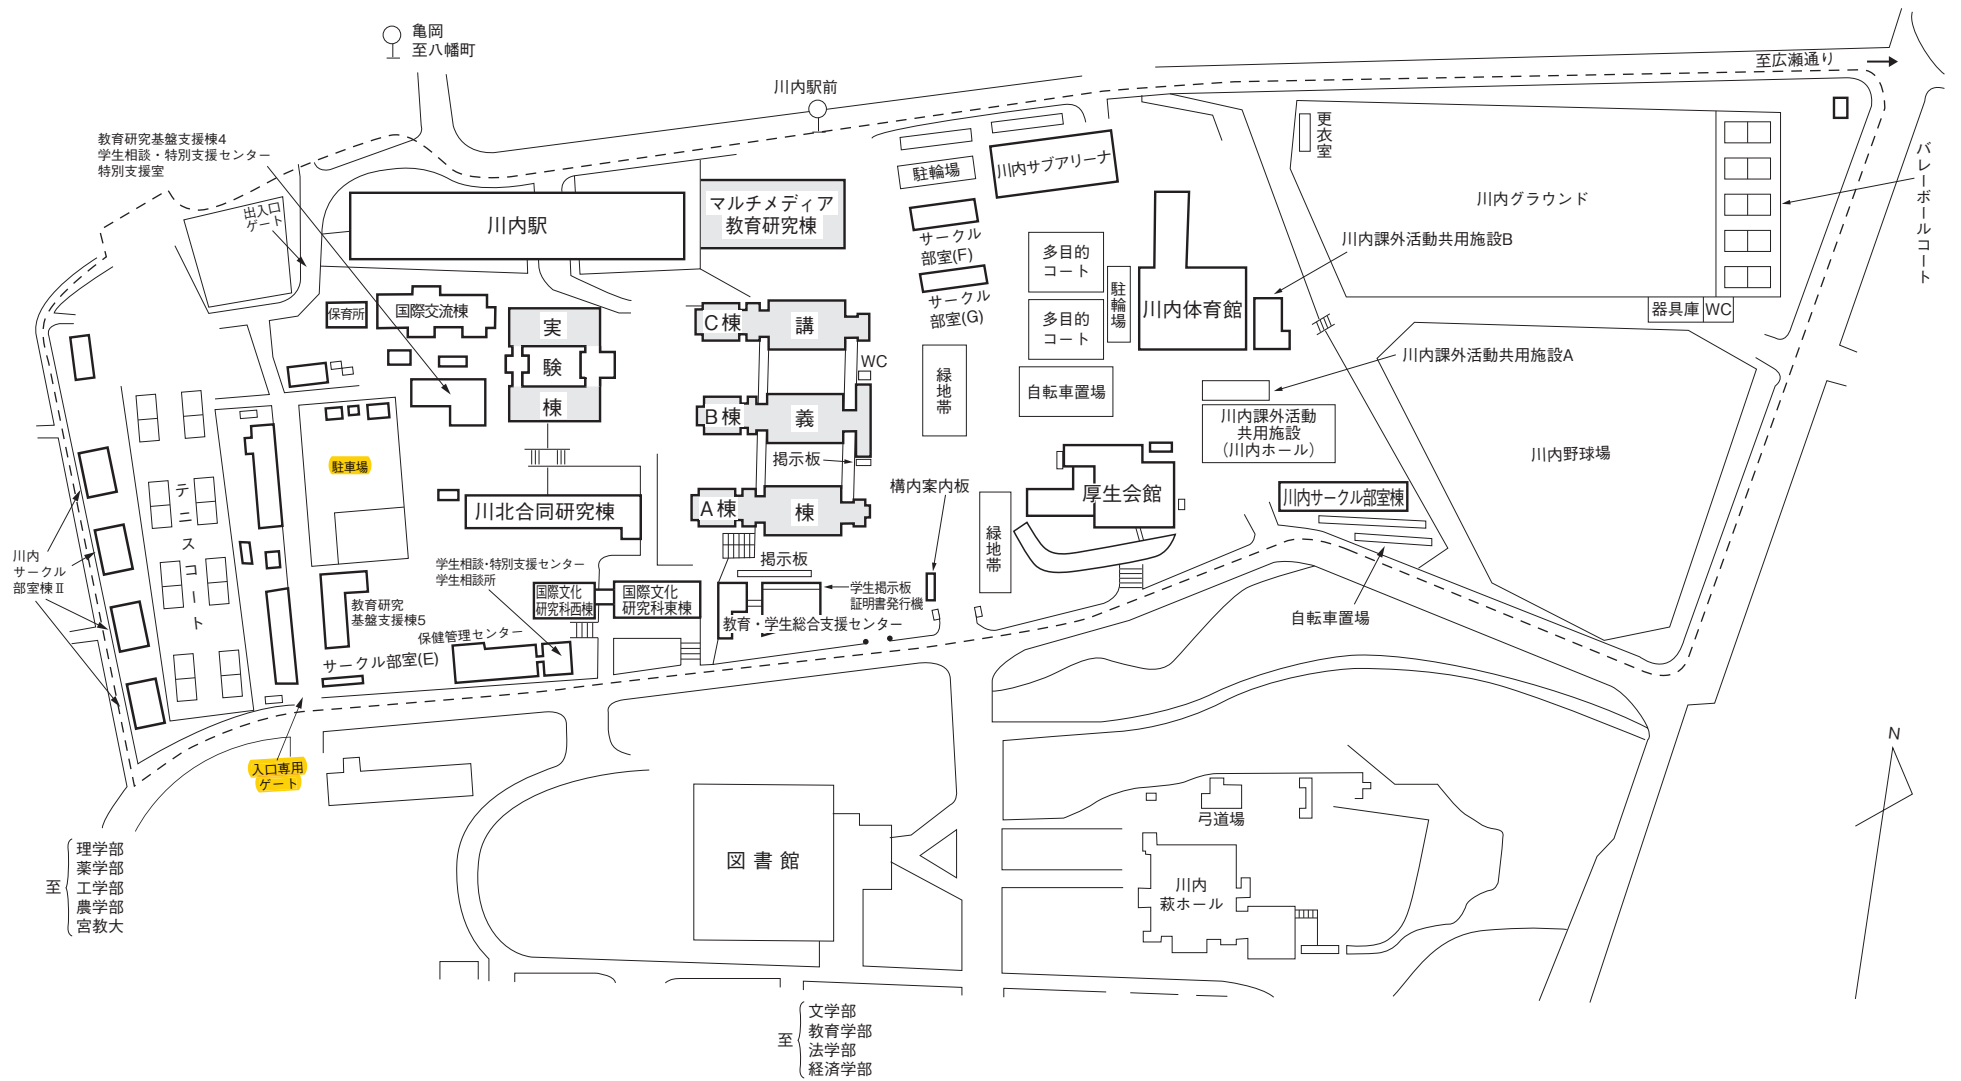 亀岡
至八幡町
川内駅前
至広瀬通り
教育研究基盤支援棟4
学生相談・特別支援センター
特別支援室
出入口
ゲート
川内駅
マルチメディア
教育研究棟
駐輪場
川内サブアリーナ
更衣室
川内グラウンド
バレーボールコート
サークル
部室(F)
サークル
部室(G)
多目的
コート
多目的
コート
駐輪場
川内体育館
川内課外活動共用施設B
器具庫
WC
保育所
国際交流棟
実
験
棟
C棟
講
WC
B棟
義
掲示板
A棟
棟
緑地帯
自転車置場
川内課外活動共用施設A
川内課外活動
共用施設
(川内ホール)
川内野球場
駐車場
テニスコート
川北合同研究棟
構内案内板
厚生会館
川内サークル部室棟
緑地帯
自転車置場
川内
サークル
部室棟Ⅱ
学生相談・特別支援センター
学生相談所
掲示板
国際文化
研究科西棟
国際文化
研究科東棟
学生掲示板
証明書発行機
教育・学生総合支援センター
教育研究
基盤支援棟5
保健管理センター
サークル部室(E)
入口専用
ゲート
N
至
理学部
薬学部
工学部
農学部
宮教大
図書館
弓道場
川内
萩ホール
至
文学部
教育学部
法学部
経済学部